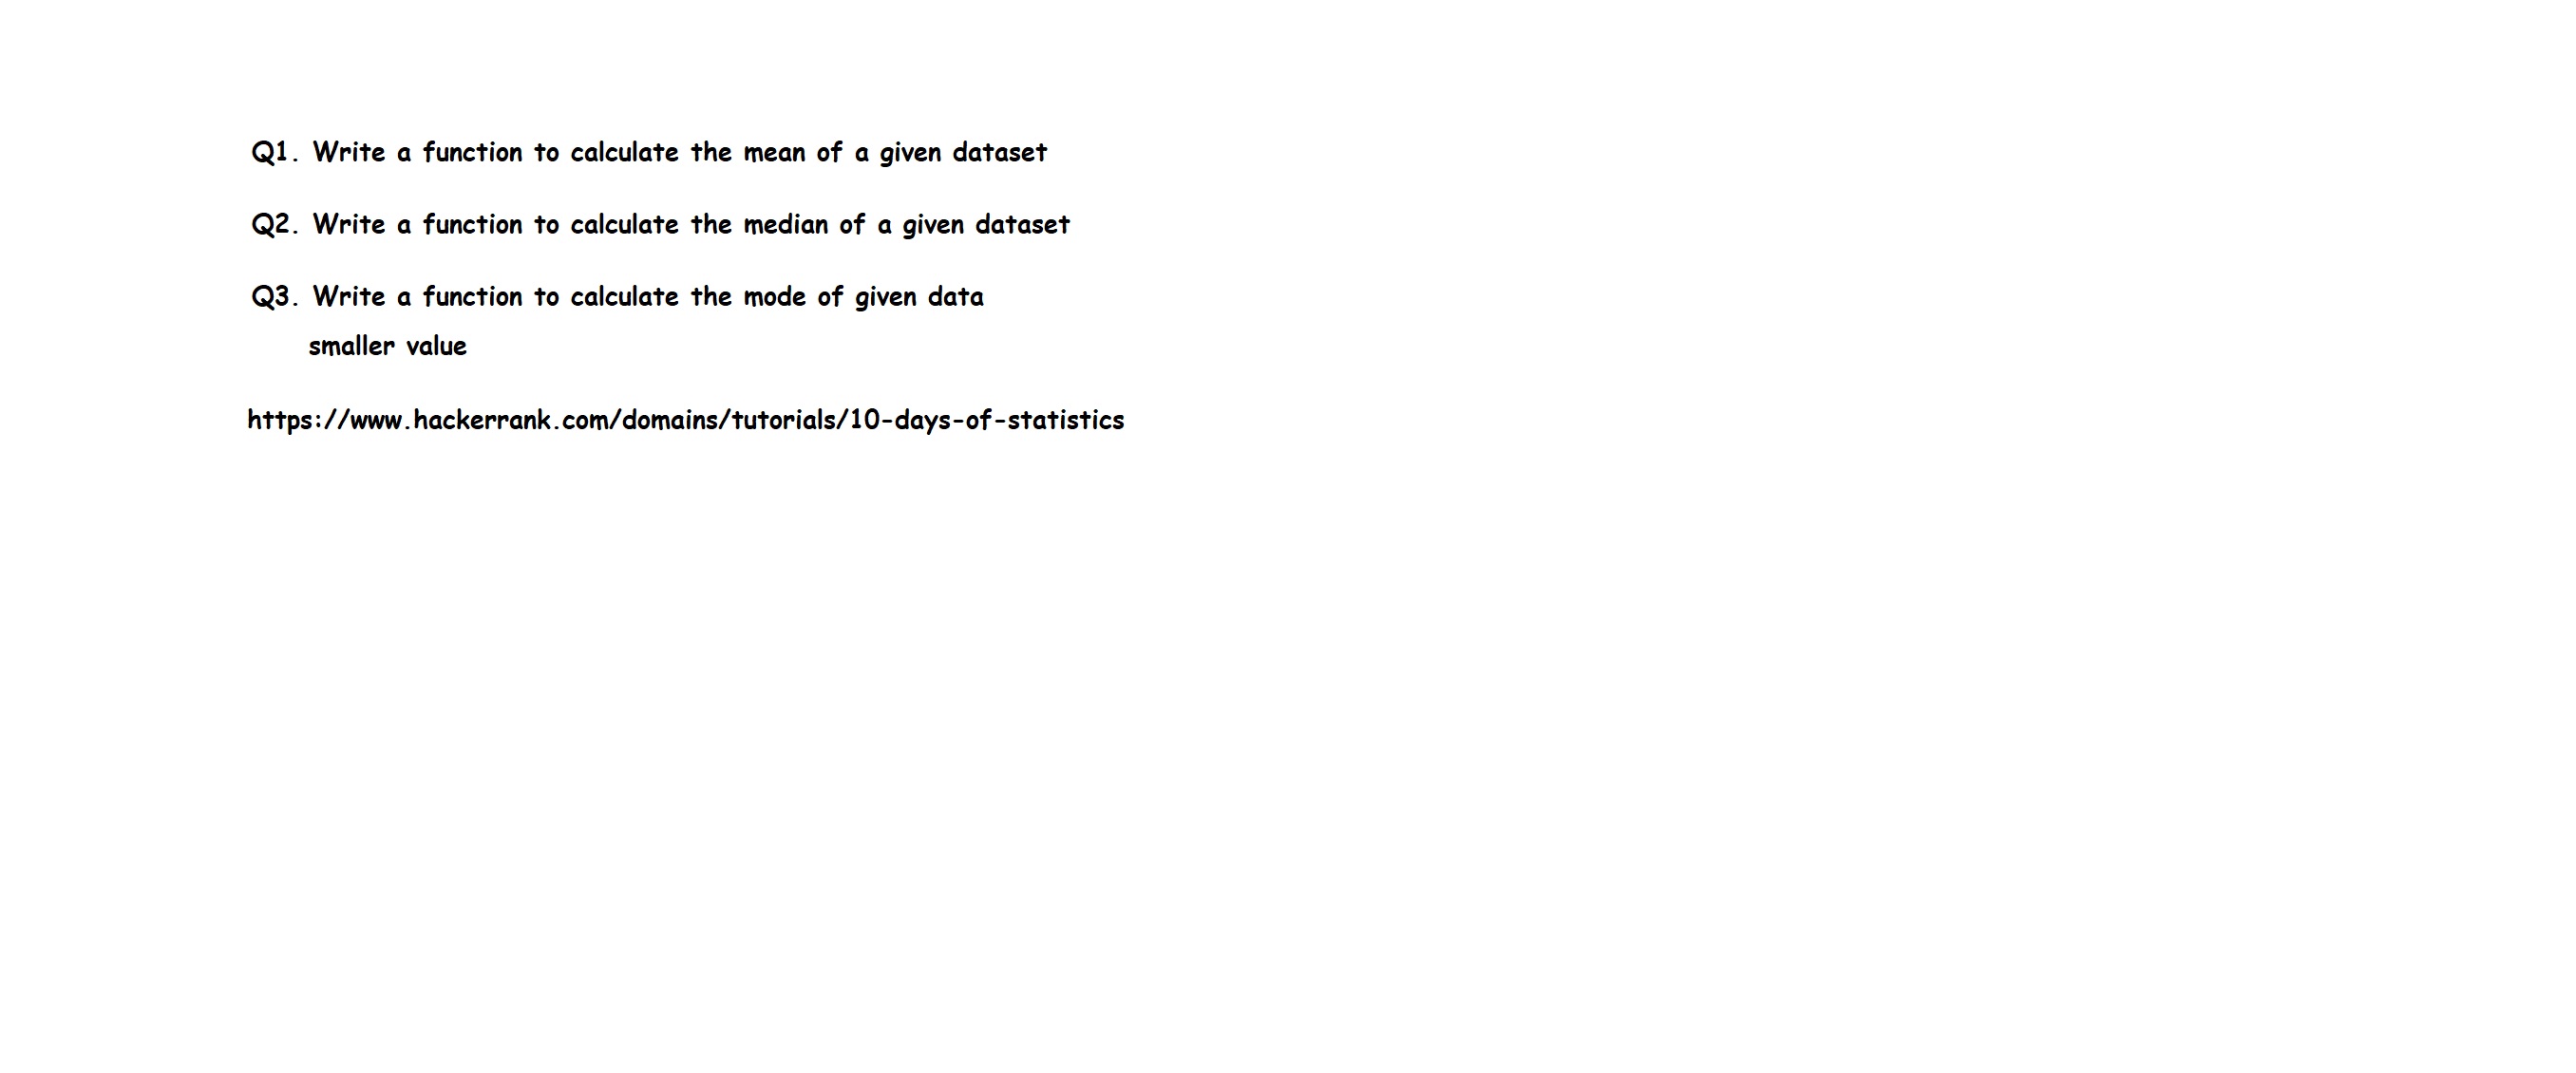 Q1. Write a function to calculate the mean of a given dataset
Q2. Write a function to calculate the median of a given dataset
Q3. Write a function to calculate the mode of given data
smaller value
https://www.hackerrank.com/domains/tutorials/10-days-of-statistics